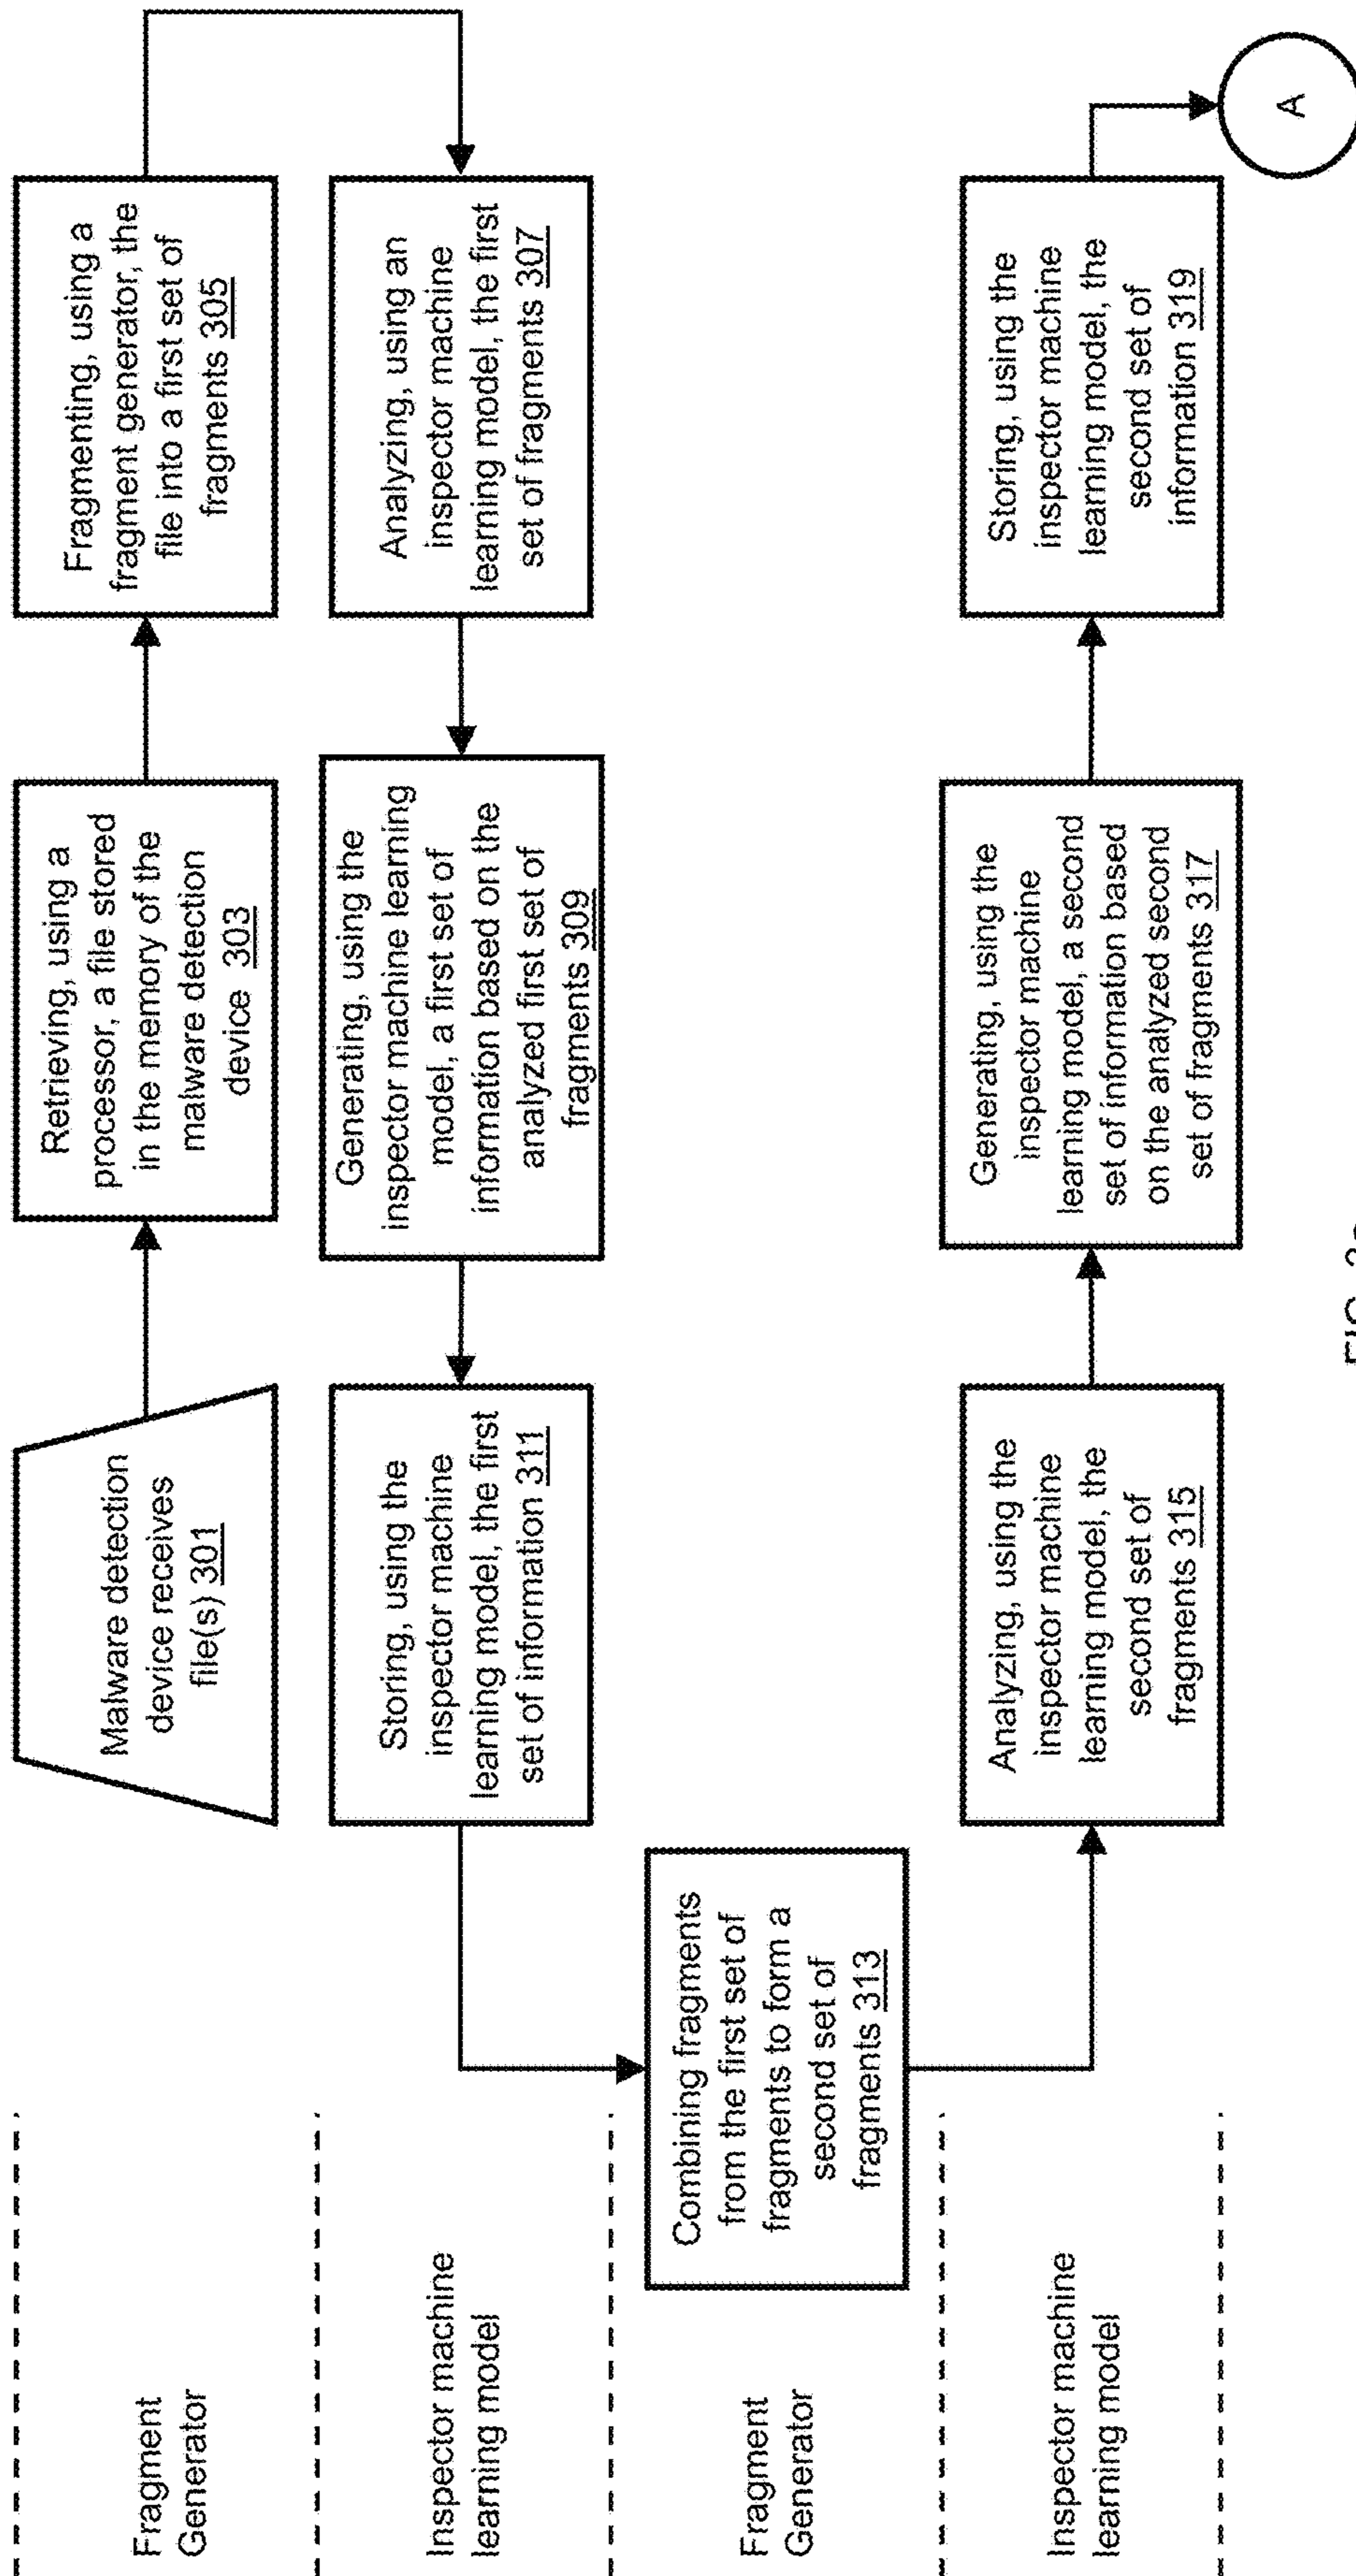 Fragment
Generator
Malware detection
device receives
file(s) 301
Retrieving, using a
processor, a file stored
in the memory of the
malware detection
device 303
Fragmenting, using a
fragment generator, the
file into a first set of
fragments 305
Inspector machine
learning model
Storing, using the
inspector machine
learning model, the first
set of information 311
Generating, using the
inspector machine learning
model, a first set of
information based on the
analyzed first set of
fragments 309
Analyzing, using an
inspector machine
learning model, the first
set of fragments 307
Fragment
Generator
Combining fragments
from the first set of
fragments to form a
second set of
fragments 313
Inspector machine
learning model
Analyzing, using the
inspector machine
learning model, the
second set of
fragments 315
Generating, using the
inspector machine
learning model, a second
set of information based
on the analyzed second
set of fragments 317
Storing, using the
inspector machine
learning model, the
second set of
information 319
A